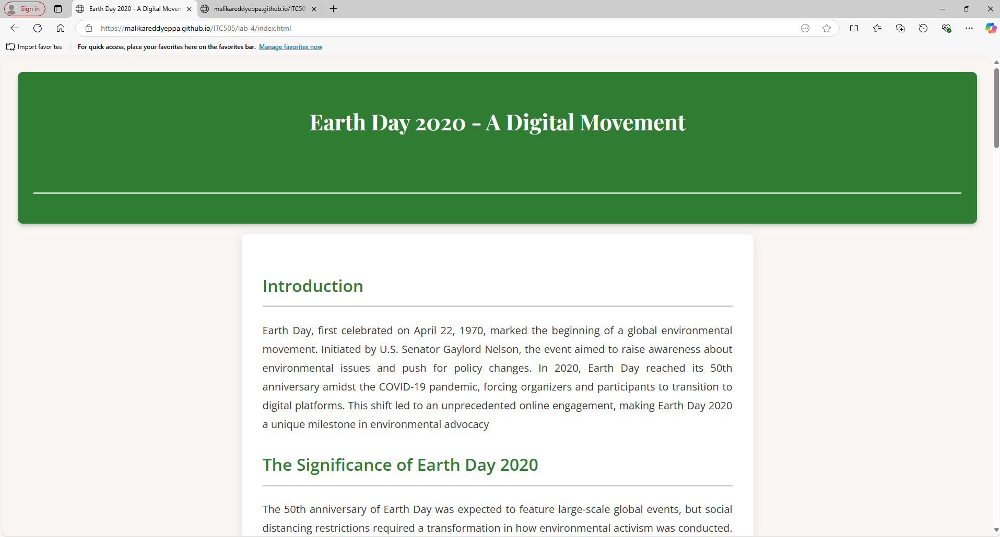 Sign in
Earth Day 2020 - A Digital Movem
malikareddyeppa.github.io/ITC505
https://malikareddyeppa.github.io/ITC505/lab-4/index.html
Import favorites
For quick access, place your favorites here on the favorites bar. Manage favorites now
Earth Day 2020 - A Digital Movement
Introduction
Earth Day, first celebrated on April 22, 1970, marked the beginning of a global environmental
movement. Initiated by U.S. Senator Gaylord Nelson, the event aimed to raise awareness about
environmental issues and push for policy changes. In 2020, Earth Day reached its 50th
anniversary amidst the COVID-19 pandemic, forcing organizers and participants to transition to
digital platforms. This shift led to an unprecedented online engagement, making Earth Day 2020
a unique milestone in environmental advocacy
The Significance of Earth Day 2020
The 50th anniversary of Earth Day was expected to feature large-scale global events, but social
distancing restrictions required a transformation in how environmental activism was conducted.